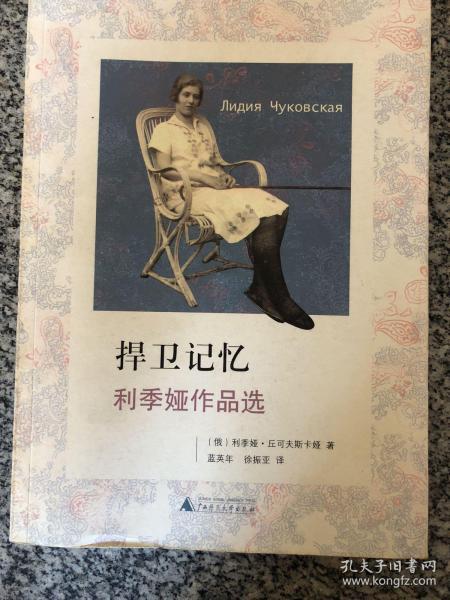 Лидия Чуковская
捍卫记忆
利季娅作品选
（俄）利季娅·丘可夫斯卡娅 著
蓝英年 徐振亚 译
广西师范大学出版社
孔夫子旧书网
www.kongfz.com